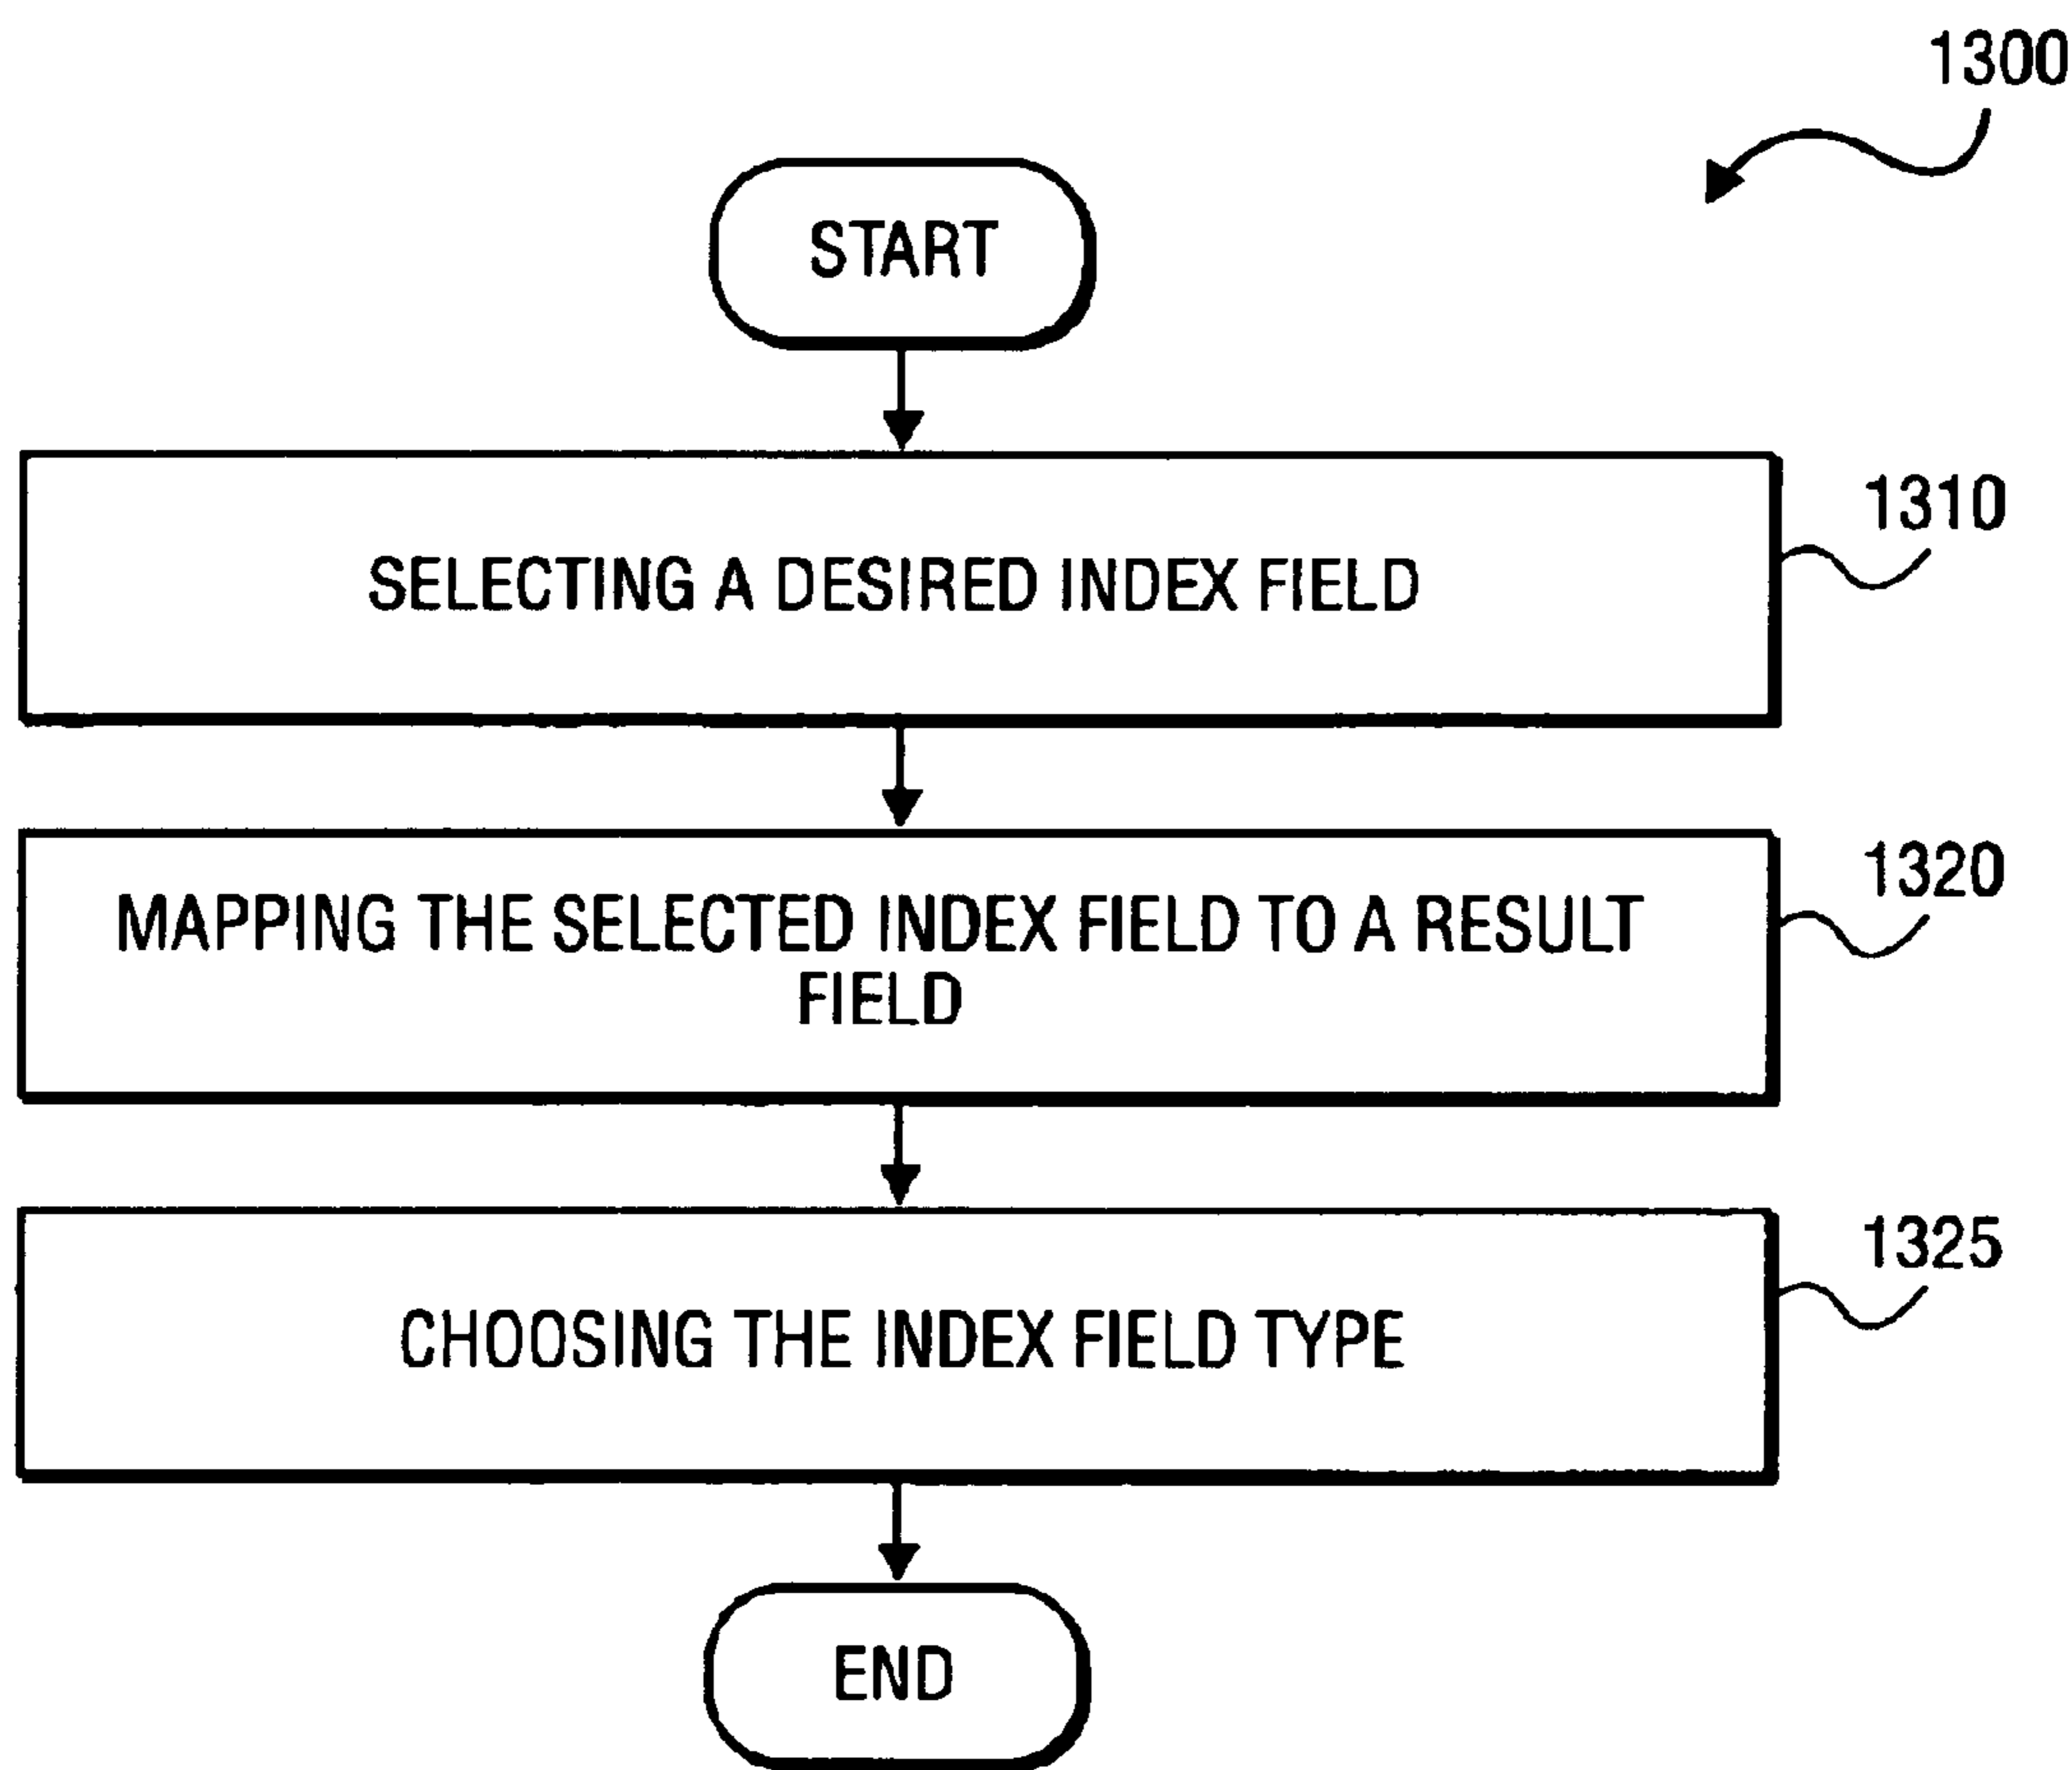 1300
START
SELECTING A DESIRED INDEX FIELD
1310
MAPPING THE SELECTED INDEX FIELD TO A RESULT
FIELD
1320
CHOOSING THE INDEX FIELD TYPE
1325
END